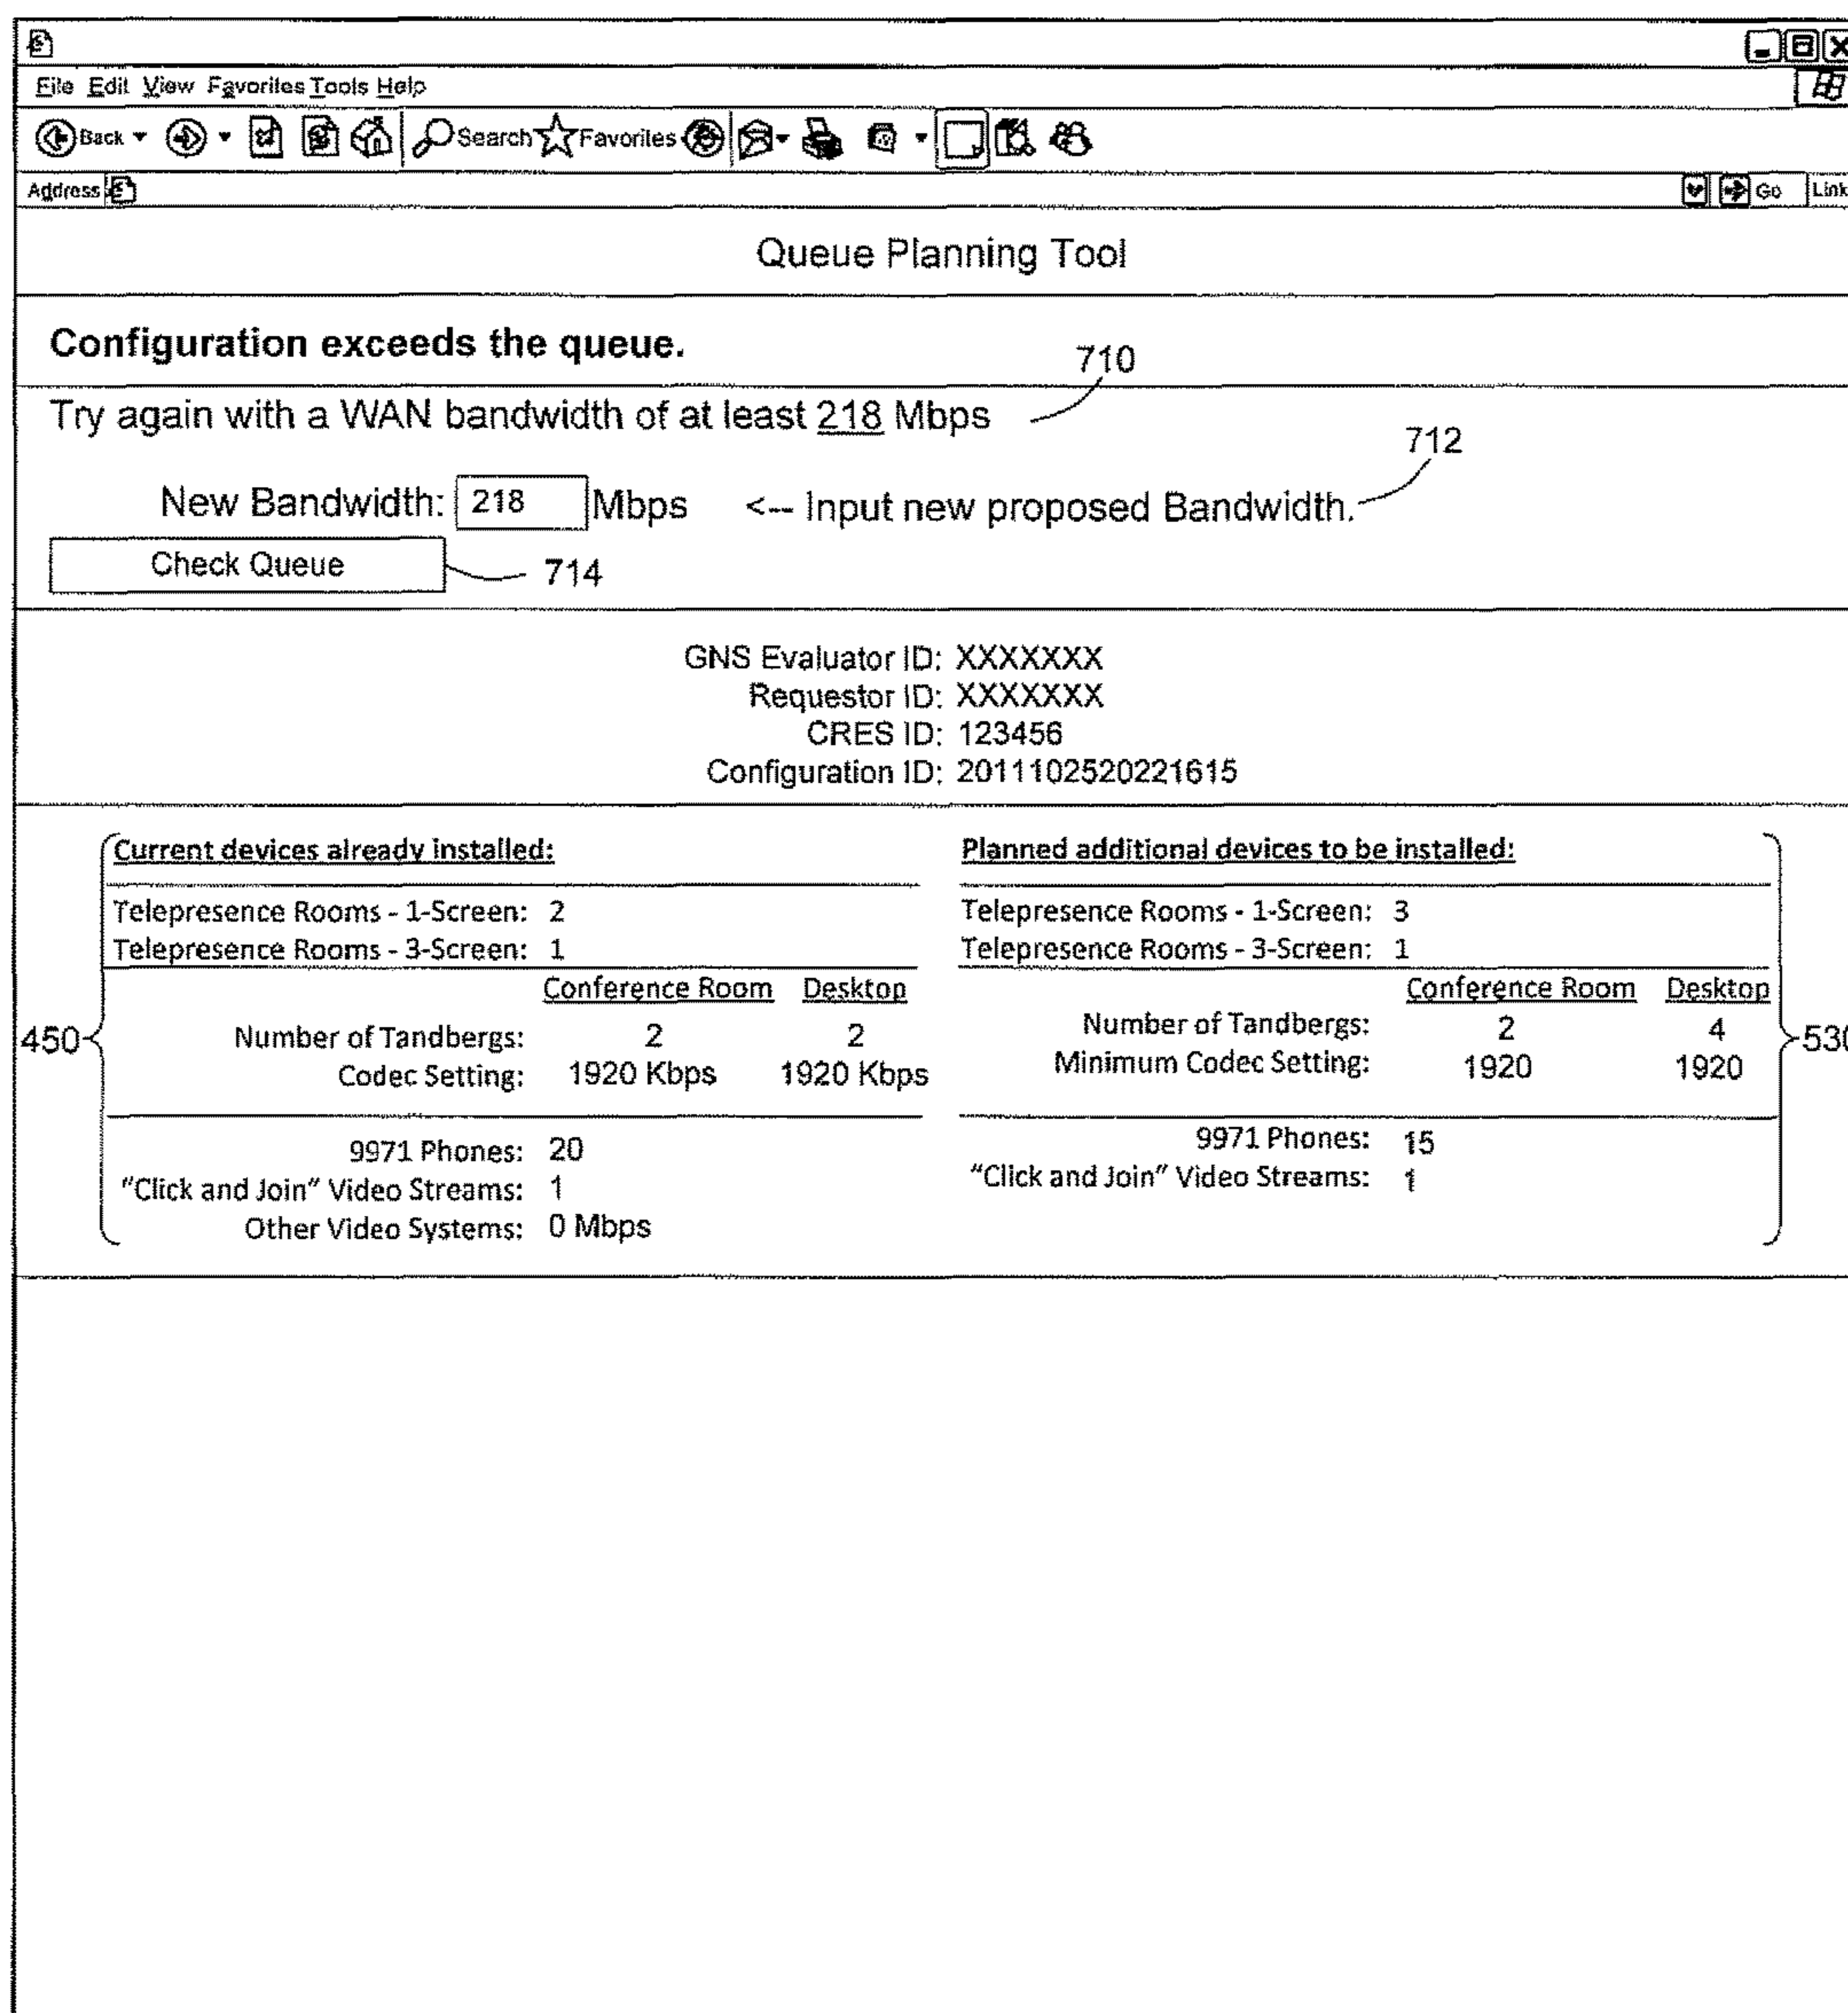 File Edit View Favorites Tools Help
Back Search Favorites
Address Go Link
Queue Planning Tool
Configuration exceeds the queue.
710
Try again with a WAN bandwidth of at least 218 Mbps
712
New Bandwidth: 218 Mbps <-- Input new proposed Bandwidth.
Check Queue 714
GNS Evaluator ID: XXXXXXX
Requestor ID: XXXXXXX
CRES ID: 123456
Configuration ID: 2011102520221615
Current devices already installed:
Telepresence Rooms - 1-Screen: 2
Telepresence Rooms - 3-Screen: 1
Conference Room Desktop
Number of Tandbergs: 2 2
Codec Setting: 1920 Kbps 1920 Kbps
450
9971 Phones: 20
"Click and Join" Video Streams: 1
Other Video Systems: 0 Mbps
Planned additional devices to be installed:
Telepresence Rooms - 1-Screen: 3
Telepresence Rooms - 3-Screen: 1
Conference Room Desktop
Number of Tandbergs: 2 4
Minimum Codec Setting: 1920 1920
530
9971 Phones: 15
"Click and Join" Video Streams: 1